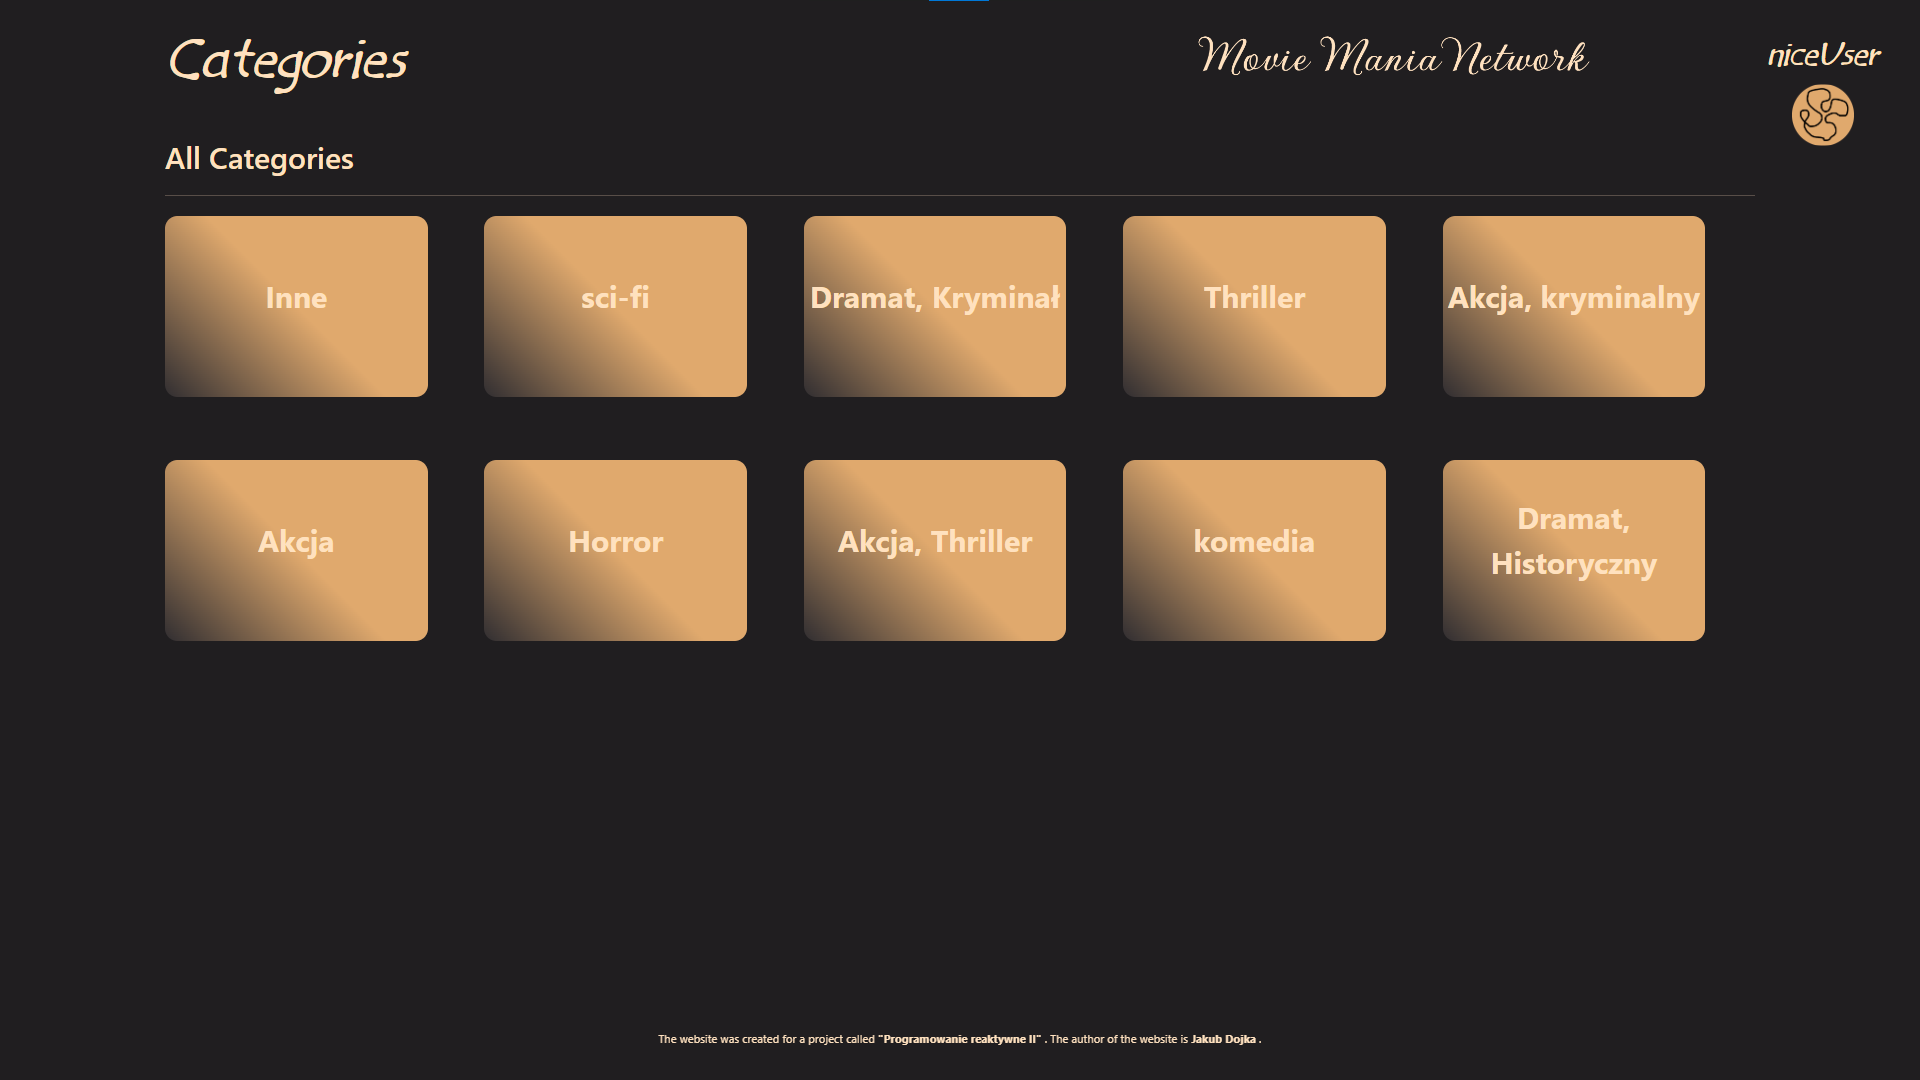 Categories
Movie Mania Network
niceUser
All Categories
Inne
sci-fi
Dramat, Kryminał
Thriller
Akcja, kryminalny
Akcja
Horror
Akcja, Thriller
komedia
Dramat,
Historyczny
The website was created for a project called "Programowanie reaktywne II" . The author of the website is Jakub Dojka .